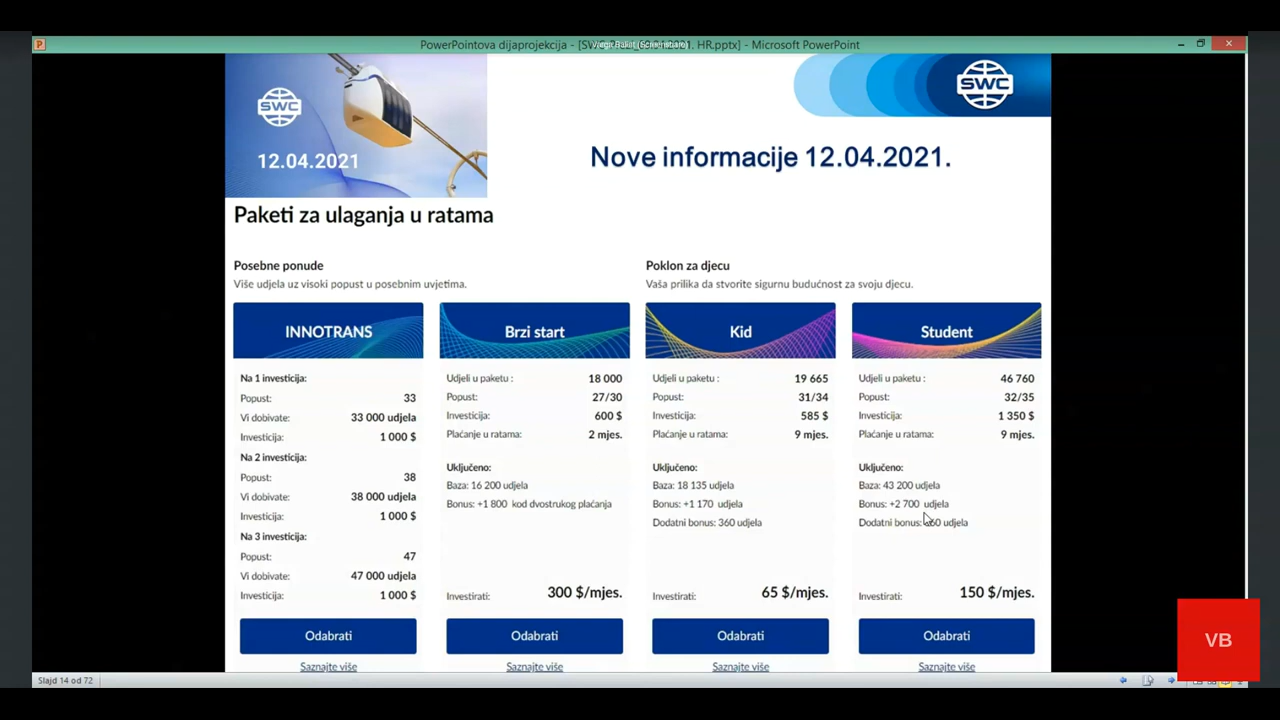 PowerPointova dijaprojekcija - [SWC HR.pptx] - Microsoft PowerPoint
SWC
12.04.2021
SWC
Nove informacije 12.04.2021.
Paketi za ulaganja u ratama
Posebne ponude
Više udjela uz visoki popust u posebnim uvjetima.
Poklon za djecu
Vaša prilika da stvorite sigurnu budućnost za svoju djecu.
INNOTRANS
Na 1 investicija:
Popust: 33
Vi dobivate: 33 000 udjela
Investicija: 1 000 $
Na 2 investicija:
Popust: 38
Vi dobivate: 38 000 udjela
Investicija: 1 000 $
Na 3 investicija:
Popust: 47
Vi dobivate: 47 000 udjela
Investicija: 1 000 $
Odabrati
Saznajte više
Brzi start
Udjeli u paketu : 18 000
Popust: 27/30
Investicija: 600 $
Plaćanje u ratama: 2 mjes.
Uključeno:
Baza: 16 200 udjela
Bonus: +1 800 kod dvostrukog plaćanja
Investirati: 300 $/mjes.
Odabrati
Saznajte više
Kid
Udjeli u paketu : 19 665
Popust: 31/34
Investicija: 585 $
Plaćanje u ratama: 9 mjes.
Uključeno:
Baza: 18 135 udjela
Bonus: +1 170 udjela
Dodatni bonus: 360 udjela
Investirati: 65 $/mjes.
Odabrati
Saznajte više
Student
Udjeli u paketu : 46 760
Popust: 32/35
Investicija: 1 350 $
Plaćanje u ratama: 9 mjes.
Uključeno:
Baza: 43 200 udjela
Bonus: +2 700 udjela
Dodatni bonus: udjela
Investirati: 150 $/mjes.
Odabrati
Saznajte više
VB
Slajd 14 od 72